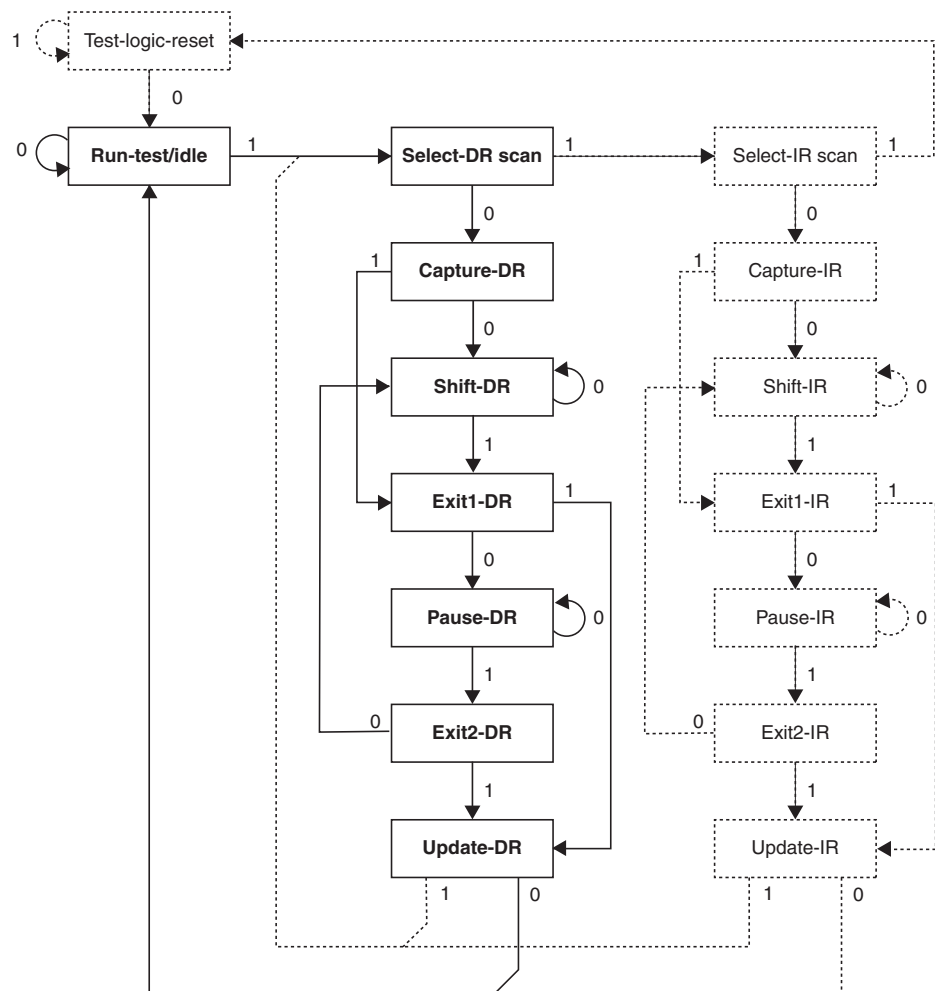 Test-logic-reset
1
0
0
Run-test/idle
1
Select-DR scan
1
Select-IR scan
1
0
0
1
Capture-DR
1
Capture-IR
0
0
Shift-DR
0
Shift-IR
0
1
1
Exit1-DR
1
Exit1-IR
1
0
0
Pause-DR
0
Pause-IR
0
1
1
0
Exit2-DR
0
Exit2-IR
1
1
Update-DR
Update-IR
1
0
1
0